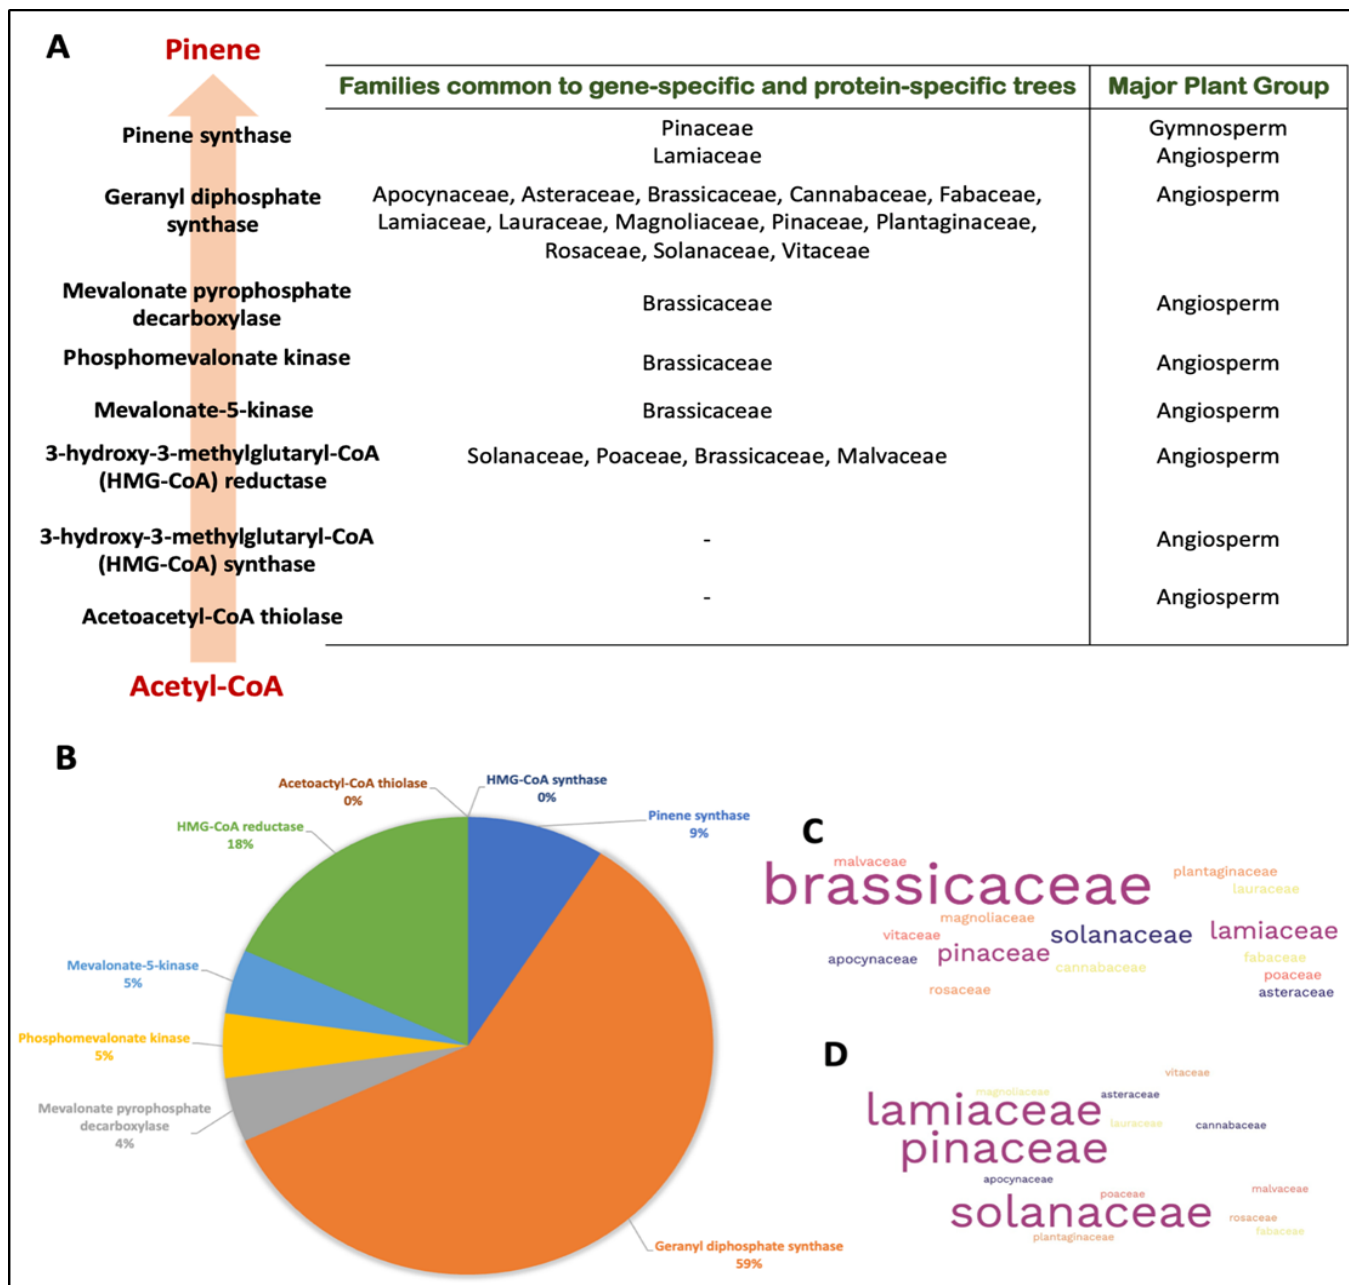 A
Pinene
Families common to gene-specific and protein-specific trees
Major Plant Group
Pinene synthase
Pinaceae
Gymnosperm
Lamiaceae
Angiosperm
Geranyl diphosphate
synthase
Apocynaceae, Asteraceae, Brassicaceae, Cannabaceae, Fabaceae,
Lamiaceae, Lauraceae, Magnoliaceae, Pinaceae, Plantaginaceae,
Rosaceae, Solanaceae, Vitaceae
Angiosperm
Mevalonate pyrophosphate
decarboxylase
Brassicaceae
Angiosperm
Phosphomevalonate kinase
Brassicaceae
Angiosperm
Mevalonate-5-kinase
Brassicaceae
Angiosperm
3-hydroxy-3-methylglutaryl-CoA
(HMG-CoA) reductase
Solanaceae, Poaceae, Brassicaceae, Malvaceae
Angiosperm
3-hydroxy-3-methylglutaryl-CoA
(HMG-CoA) synthase
-
Angiosperm
Acetoacetyl-CoA thiolase
-
Angiosperm
Acetyl-CoA
B
Acetoactyl-CoA thiolase
0%
HMG-CoA synthase
0%
Pinene synthase
9%
HMG-CoA reductase
18%
Mevalonate-5-kinase
5%
Phosphomevalonate kinase
5%
Mevalonate pyrophosphate
decarboxylase
4%
Geranyl diphosphate synthase
59%
C
malvaceae
brassicaceae
plantaginaceae
lauraceae
magnoliaceae
vitaceae
solanaceae
lamiaceae
apocynaceae
pinaceae
cannabaceae
fabaceae
poaceae
rosaceae
asteraceae
D
vitaceae
magnoliaceae
asteraceae
lamiaceae
lauraceae
cannabaceae
pinaceae
apocynaceae
poaceae
malvaceae
solanaceae
rosaceae
plantaginaceae
fabaceae